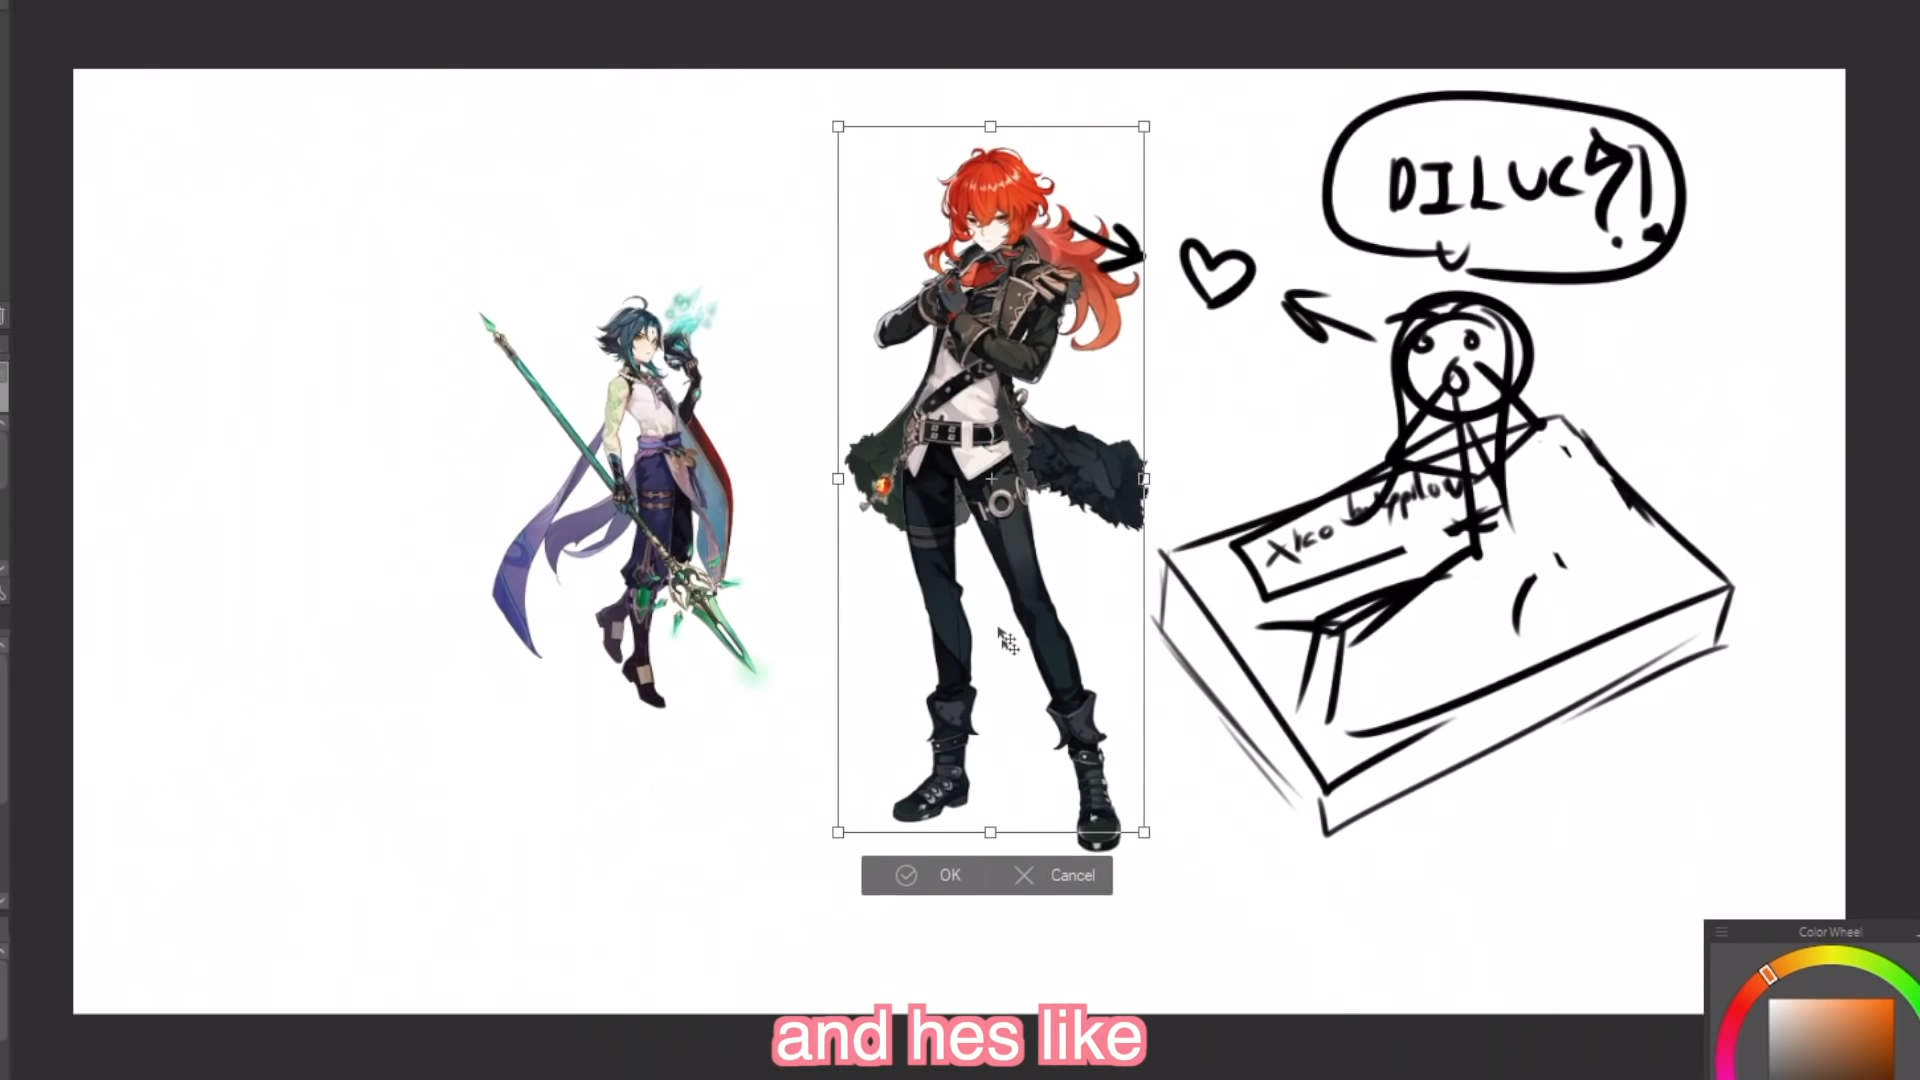 DILUC?!
OK
Cancel
Color Wheel
and hes like